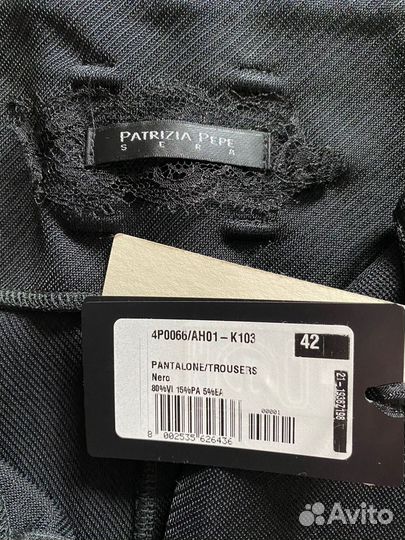 PATRIZIA PEPE
SERA
4P0066/AH01-K103
42
PANTALONE/TROUSERS
Nero
80%VI 15%PA 5%EA
00001
8 002535 626436
Avito